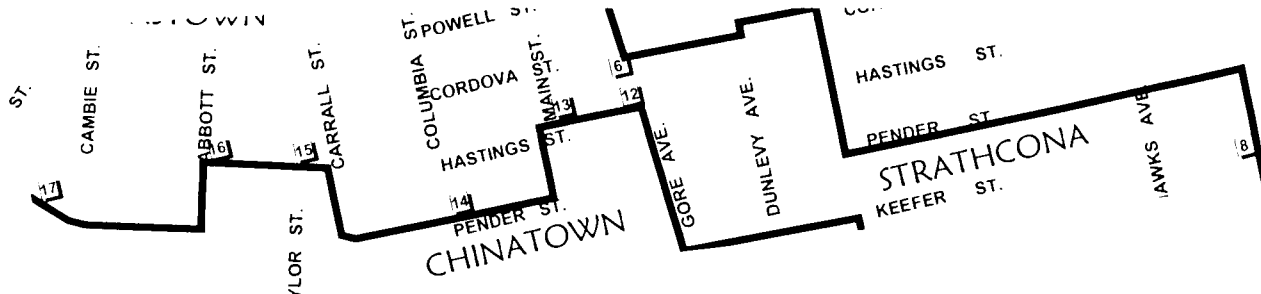 POWELL ST.
ST.
CAMBIE ST.
ABBOTT ST.
CARRALL ST.
COLUMBIA ST.
CORDOVA ST.
MAIN ST.
HASTINGS ST.
6
12
13
16
15
17
14
PENDER ST.
CHINATOWN
GORE AVE.
DUNLEVY AVE.
HASTINGS ST.
PENDER ST.
STRATHCONA
KEEFER ST.
8